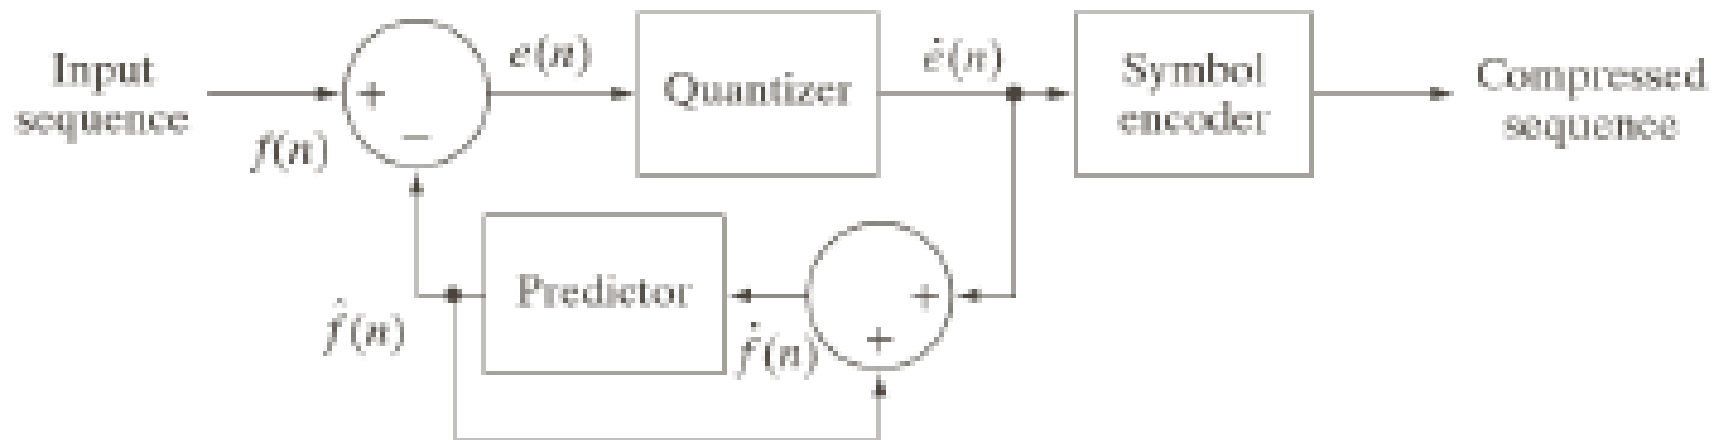 Input
sequence
f(n)
+
−
e(n)
Quantizer
ė(n)
Symbol
encoder
Compressed
sequence
f̂(n)
Predictor
ḟ(n)
+
+